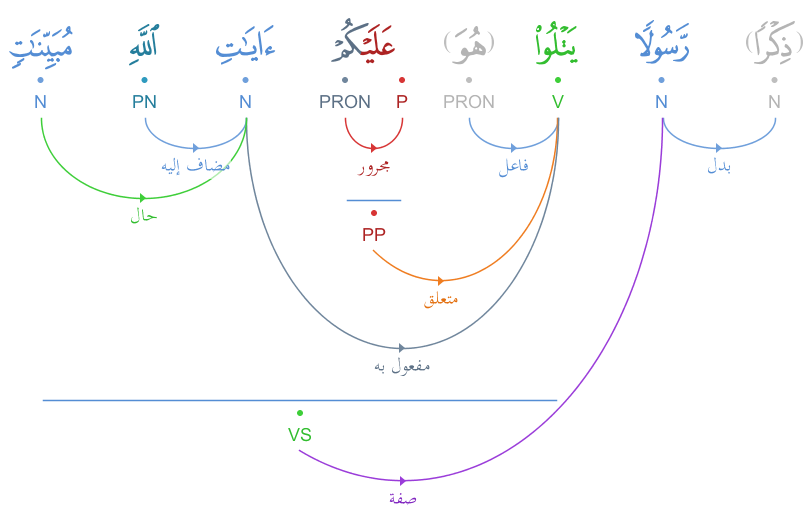 (ذِكْرًا) رَّسُولًا يَتْلُوا۟ (هُوَ) عَلَيْكُمْ ءَايَـٰتِ ٱللَّهِ مُبَيِّنَـٰتٍ
N N V PRON P PRON N PN N
بدل فاعل مجرور مضاف إليه
حال
PP
متعلق
مفعول به
VS
صفة